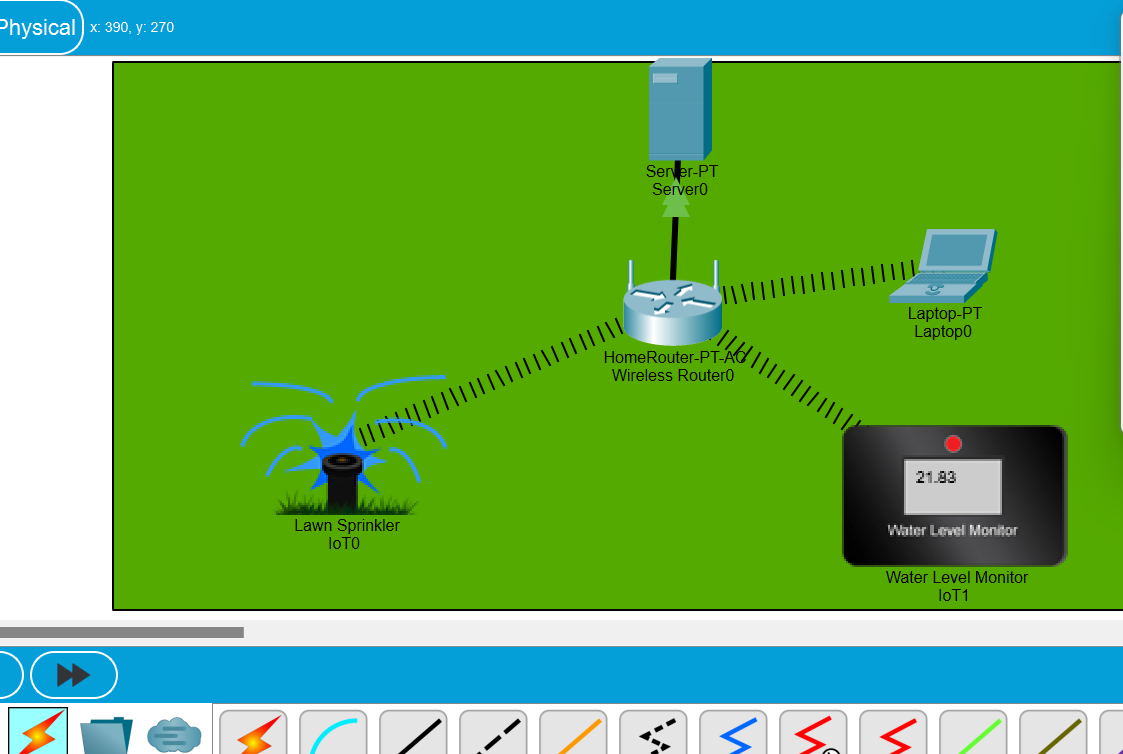 Physical
x: 390, y: 270
Server-PT
Server0
Laptop-PT
Laptop0
HomeRouter-PT-AC
Wireless Router0
21.83
Water Level Monitor
Lawn Sprinkler
IoT0
Water Level Monitor
IoT1